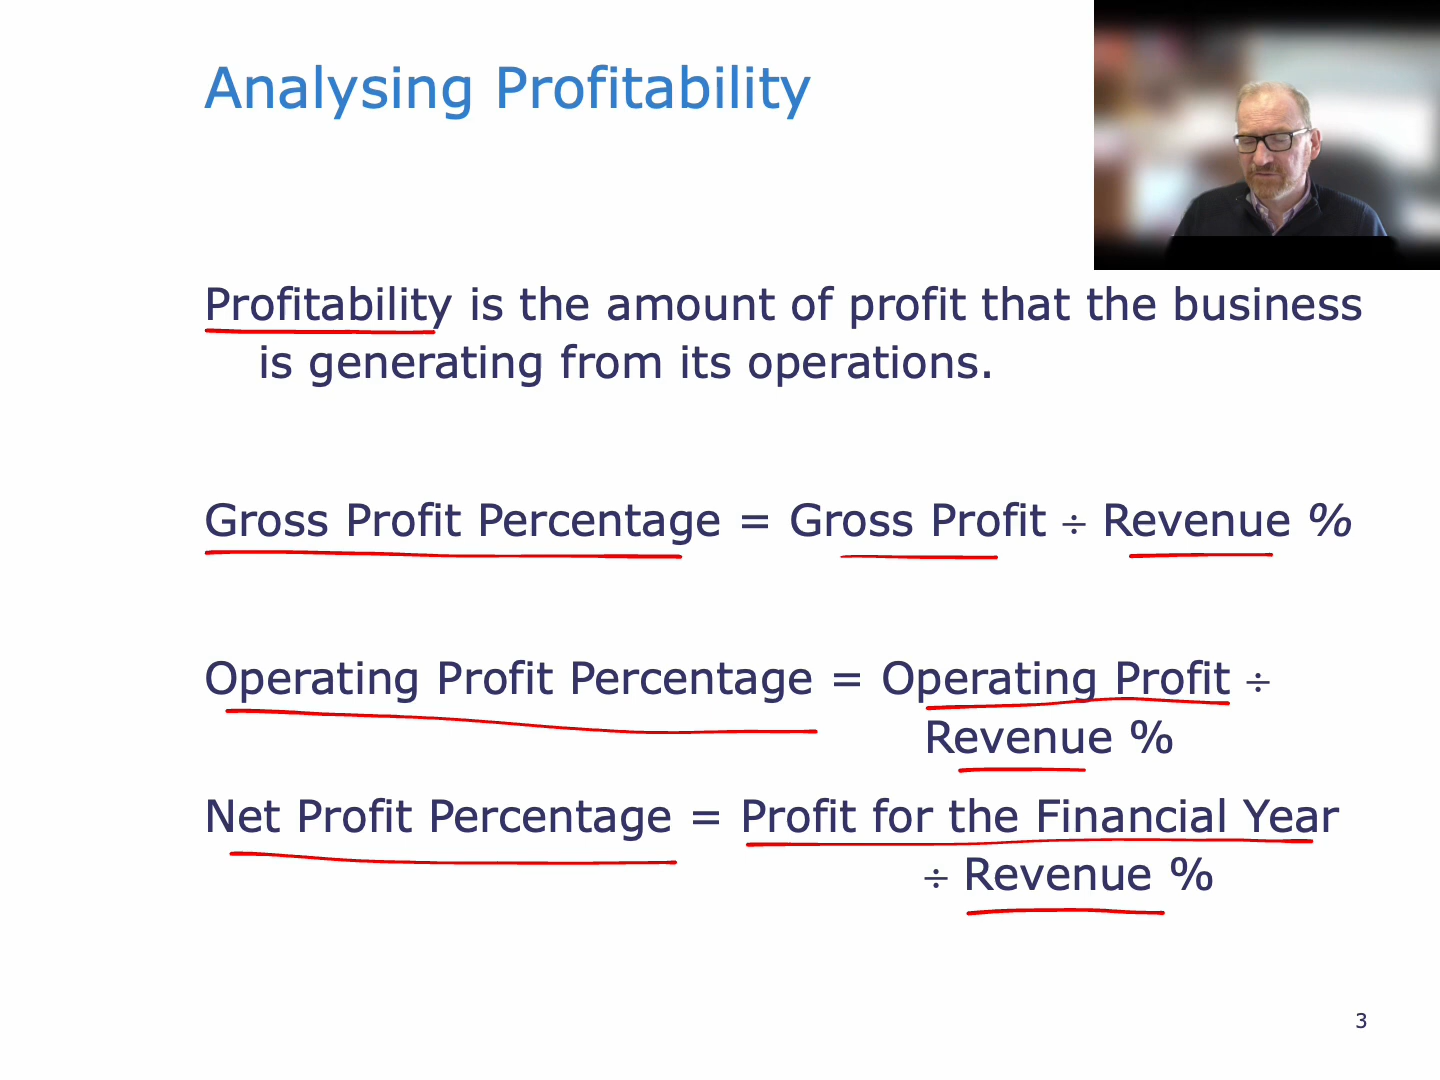 Analysing Profitability
Profitability is the amount of profit that the business
is generating from its operations.
Gross Profit Percentage = Gross Profit ÷ Revenue %
Operating Profit Percentage = Operating Profit ÷
Revenue %
Net Profit Percentage = Profit for the Financial Year
÷ Revenue %
3